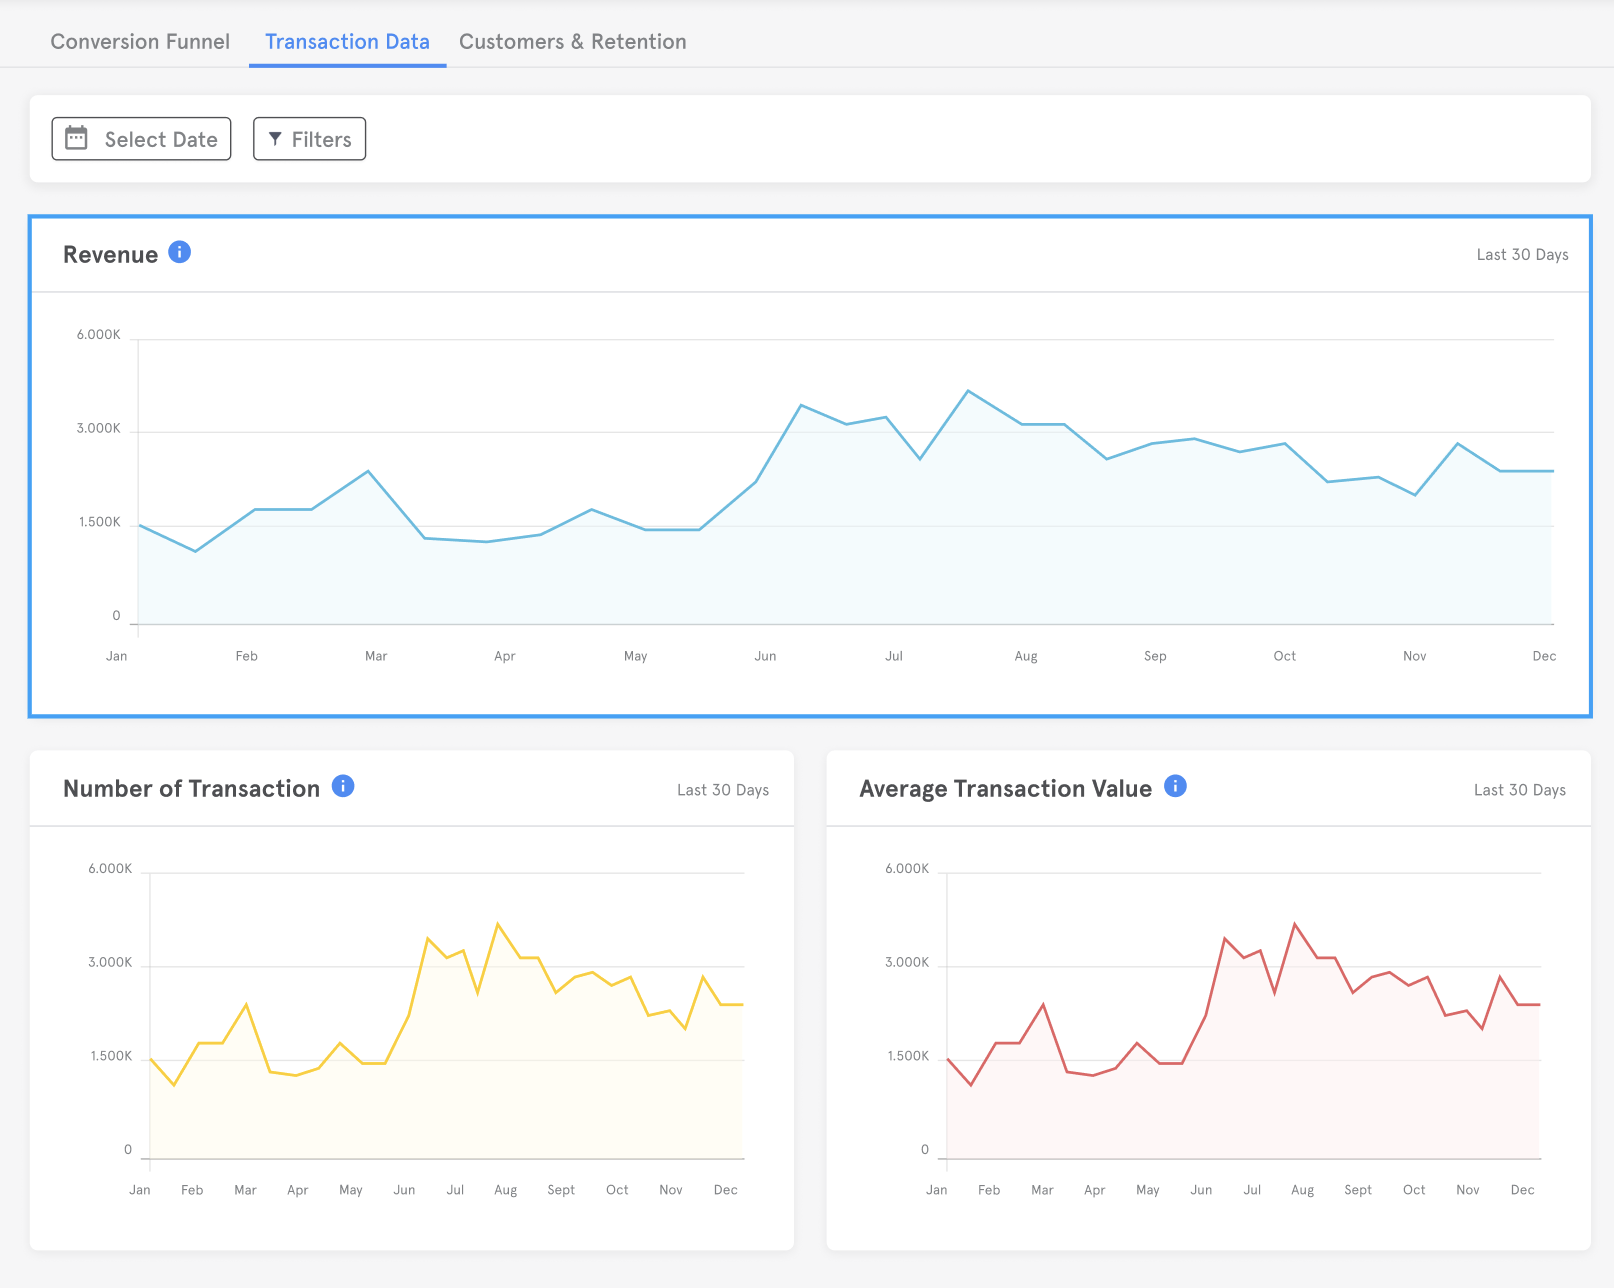 Conversion Funnel Transaction Data Customers & Retention
Select Date Filters
Revenue Last 30 Days
6.000K
3.000K
1.500K
0
Jan Feb Mar Apr May Jun Jul Aug Sep Oct Nov Dec
Number of Transaction Last 30 Days
6.000K
3.000K
1.500K
0
Jan Feb Mar Apr May Jun Jul Aug Sept Oct Nov Dec
Average Transaction Value Last 30 Days
6.000K
3.000K
1.500K
0
Jan Feb Mar Apr May Jun Jul Aug Sept Oct Nov Dec